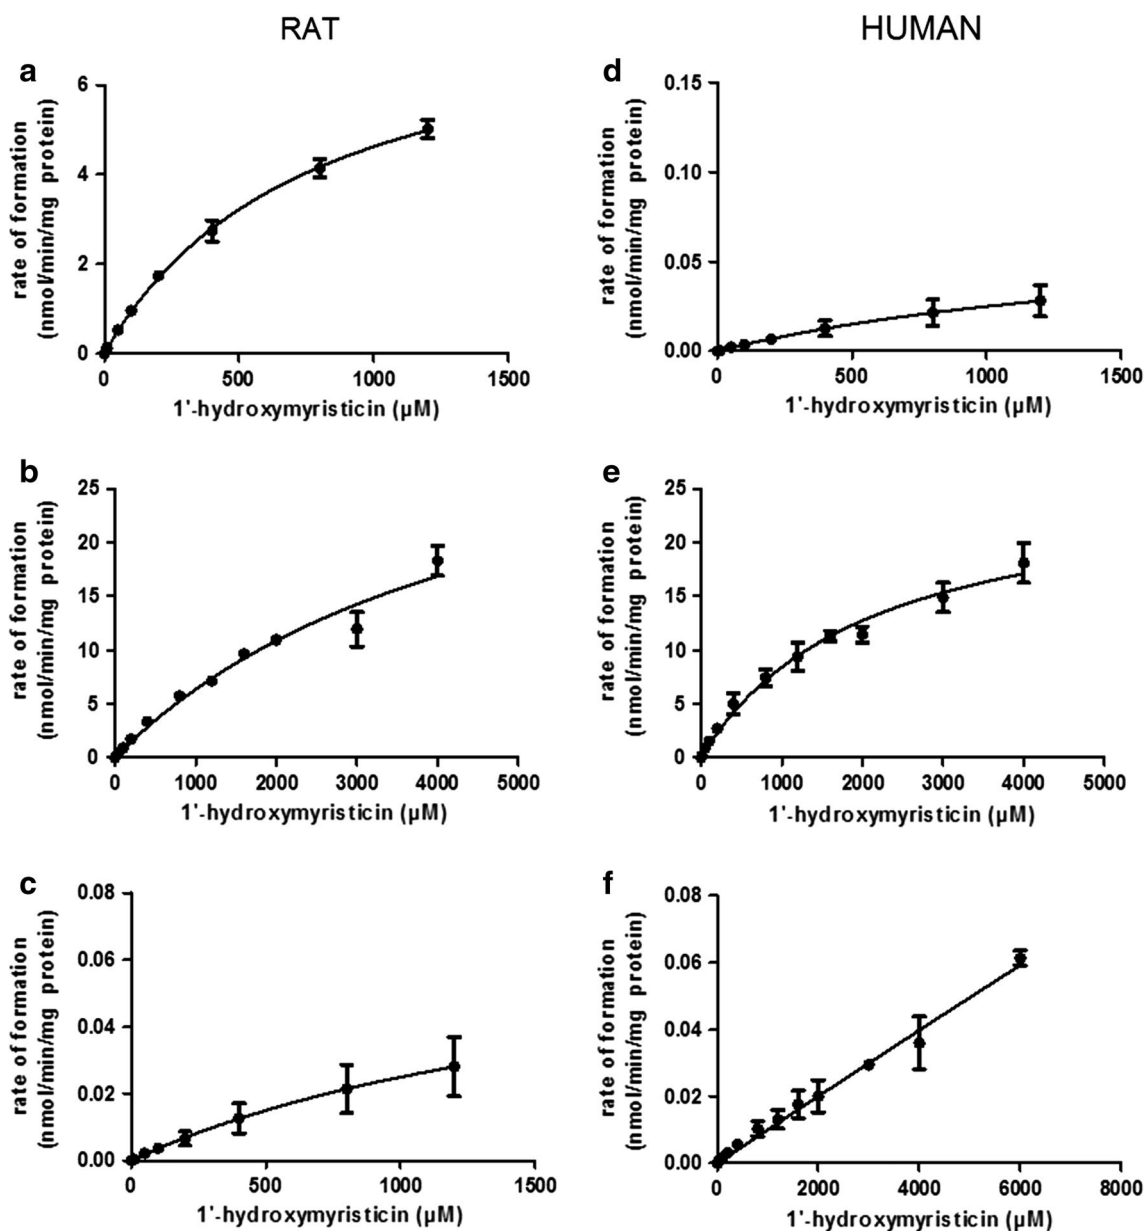 RAT
HUMAN
a
rate of formation
(nmol/min/mg protein)
6
4
2
0
0 500 1000 1500
1'-hydroxymyristicin (µM)
d
rate of formation
(nmol/min/mg protein)
0.15
0.10
0.05
0.00
0 500 1000 1500
1'-hydroxymyristicin (µM)
b
rate of formation
(nmol/min/mg protein)
25
20
15
10
5
0
0 1000 2000 3000 4000 5000
1'-hydroxymyristicin (µM)
e
rate of formation
(nmol/min/mg protein)
25
20
15
10
5
0
0 1000 2000 3000 4000 5000
1'-hydroxymyristicin (µM)
c
rate of formation
(nmol/min/mg protein)
0.08
0.06
0.04
0.02
0.00
0 500 1000 1500
1'-hydroxymyristicin (µM)
f
rate of formation
(nmol/min/mg protein)
0.08
0.06
0.04
0.02
0.00
0 2000 4000 6000 8000
1'-hydroxymyristicin (µM)